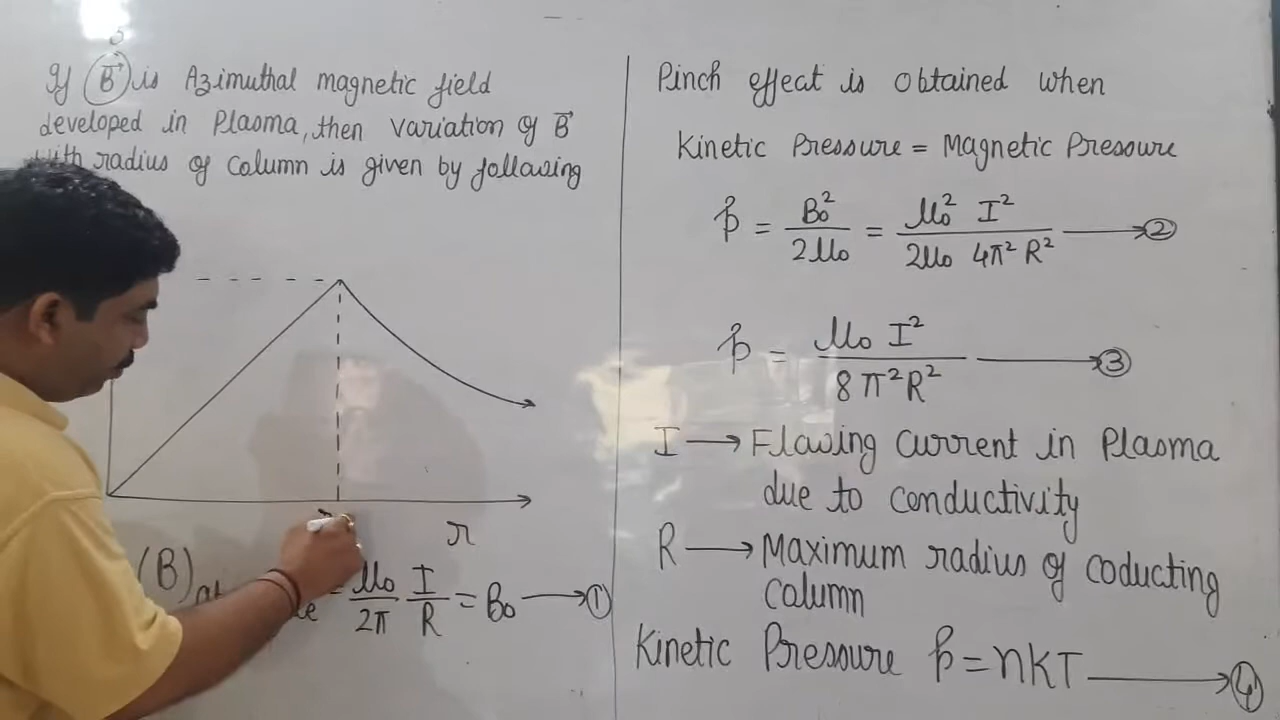 If B⃗ is Azimuthal magnetic field
developed in Plasma, then variation of B⃗
with radius of column is given by following
r
(B)at = μ₀/2π I/R = B₀ → ①
Pinch effect is obtained when
Kinetic Pressure = Magnetic Pressure
p = B₀²/2μ₀ = μ₀² I²/2μ₀ 4π² R² → ②
p = μ₀ I²/8π²R² → ③
I → Flowing current in Plasma
due to conductivity
R → Maximum radius of coducting
column
Kinetic Pressure p = nKT → ④